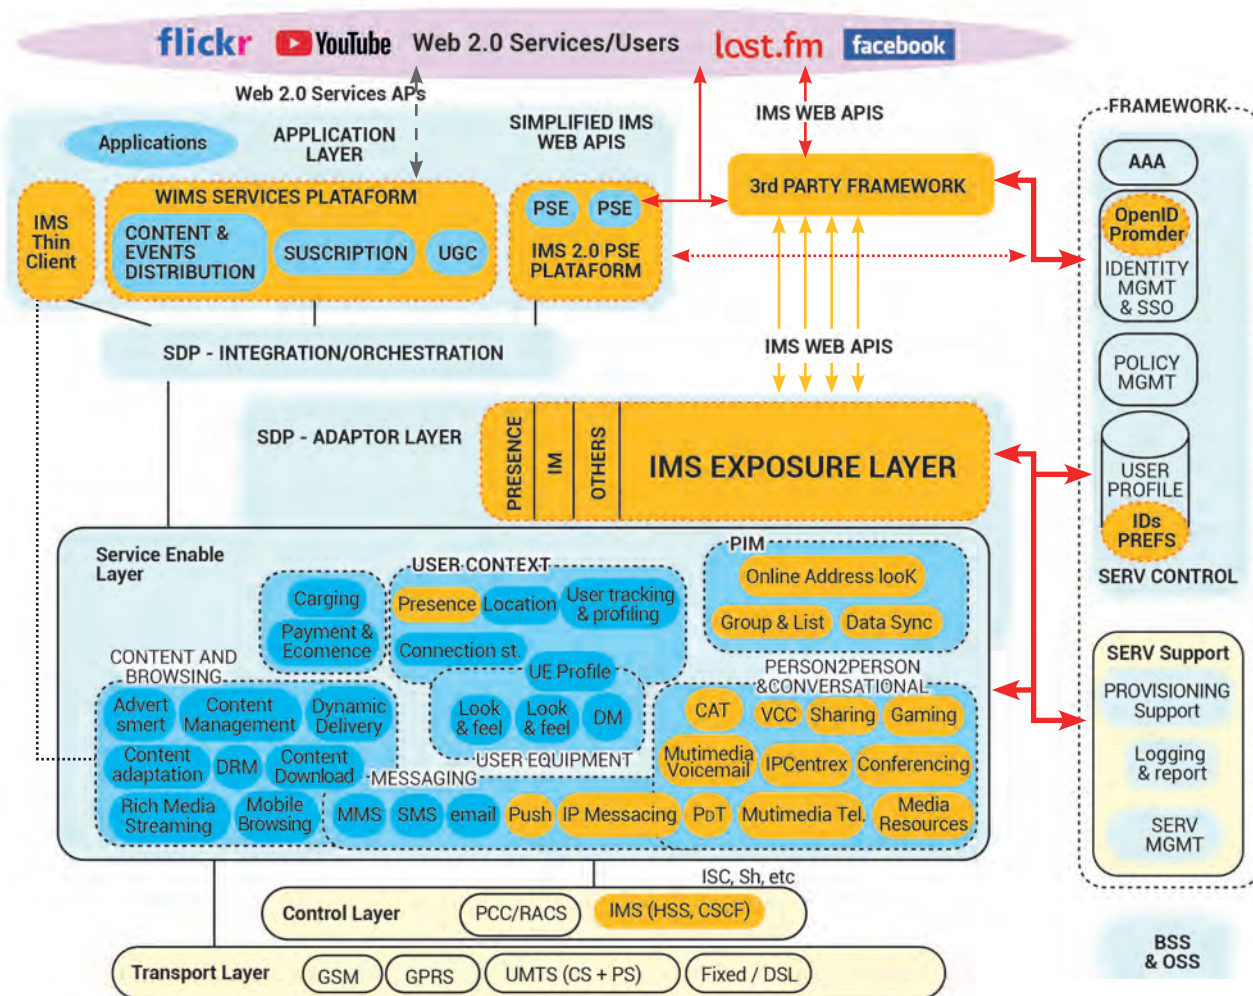 flickr YouTube Web 2.0 Services/Users last.fm facebook
Web 2.0 Services APs
IMS WEB APIS
FRAMEWORK
Applications
APPLICATION
LAYER
SIMPLIFIED IMS
WEB APIS
IMS
Thin
Client
WIMS SERVICES PLATAFORM
CONTENT &
EVENTS
DISTRIBUTION
SUSCRIPTION
UGC
PSE
PSE
IMS 2.0 PSE
PLATAFORM
3rd PARTY FRAMEWORK
AAA
OpenID
Promder
IDENTITY
MGMT
& SSO
SDP - INTEGRATION/ORCHESTRATION
IMS WEB APIS
POLICY
MGMT
SDP - ADAPTOR LAYER
PRESENCE
IM
OTHERS
IMS EXPOSURE LAYER
USER
PROFILE
IDs
PREFS
SERV CONTROL
Service Enable
Layer
Carging
Payment &
Ecomence
USER CONTEXT
Presence
Location
User tracking
& profiling
Connection st.
UE Profile
PIM
Online Address looK
Group & List
Data Sync
CONTENT AND
BROWSING
Advert
smert
Content
Management
Dynamic
Delivery
Content
adaptation
DRM
Content
Download
Rich Media
Streaming
Mobile
Browsing
Look
& feel
Look
& feel
DM
USER EQUIPMENT
MESSAGING
MMS
SMS
email
Push
IP Messacing
PERSON2PERSON
&CONVERSATIONAL
CAT
VCC
Sharing
Gaming
Mutimedia
Voicemail
IPCentrex
Conferencing
PDT
Mutimedia Tel.
Media
Resources
SERV Support
PROVISIONING
Support
Logging
& report
SERV
MGMT
ISC, Sh, etc
Control Layer
PCC/RACS
IMS (HSS, CSCF)
Transport Layer
GSM
GPRS
UMTS (CS + PS)
Fixed / DSL
BSS
& OSS